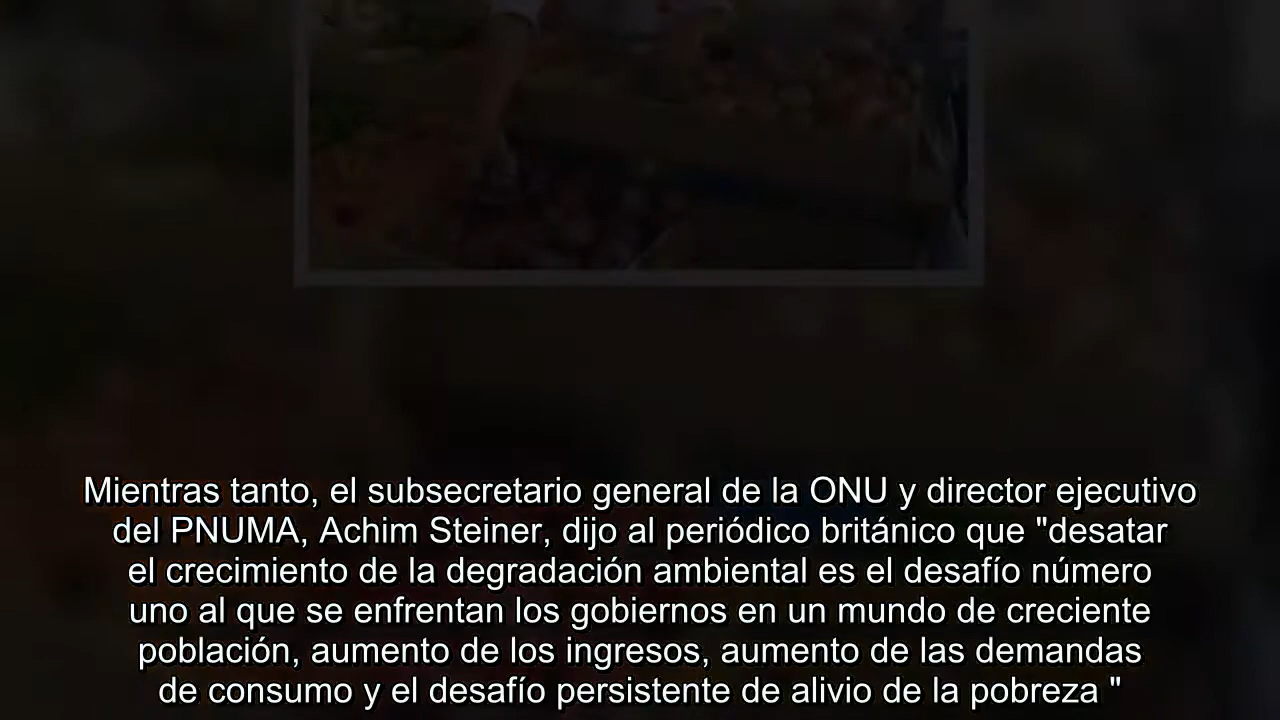 Mientras tanto, el subsecretario general de la ONU y director ejecutivo
del PNUMA, Achim Steiner, dijo al periódico británico que "desatar
el crecimiento de la degradación ambiental es el desafío número
uno al que se enfrentan los gobiernos en un mundo de creciente
población, aumento de los ingresos, aumento de las demandas
de consumo y el desafío persistente de alivio de la pobreza "